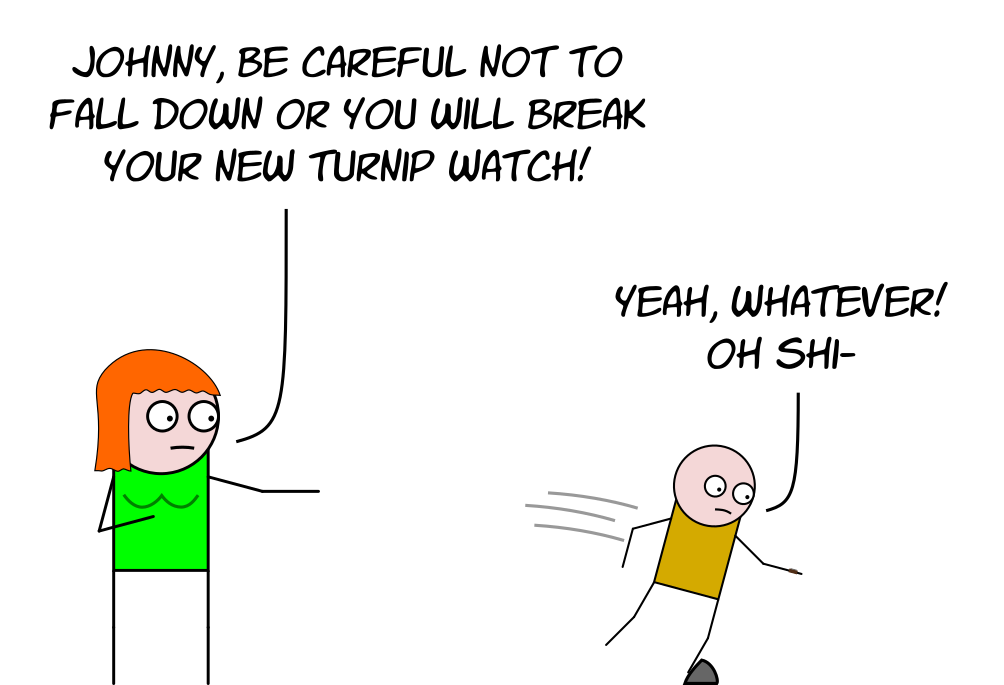 JOHNNY, BE CAREFUL NOT TO
FALL DOWN OR YOU WILL BREAK
YOUR NEW TURNIP WATCH!
YEAH, WHATEVER!
OH SHI-